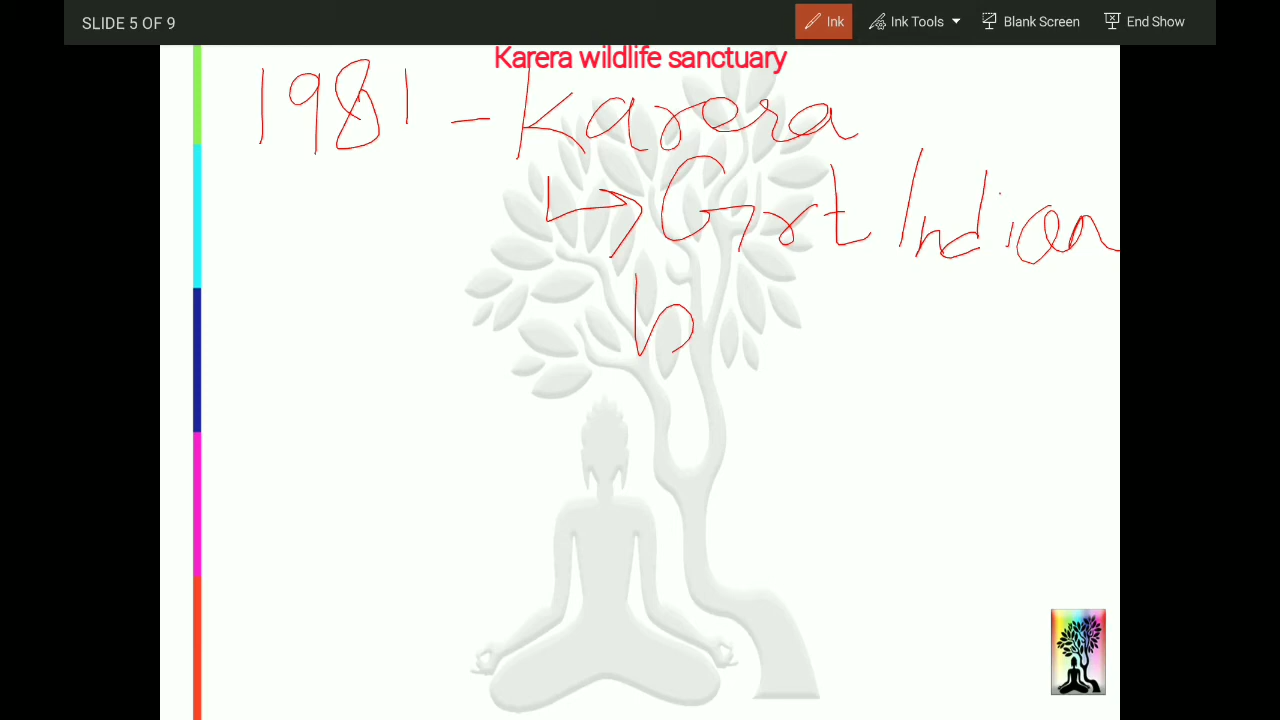 SLIDE 5 OF 9
Ink
Ink Tools
Blank Screen
End Show
Karera wildlife sanctuary
1981 - Karera
↳ Grt Indian
b